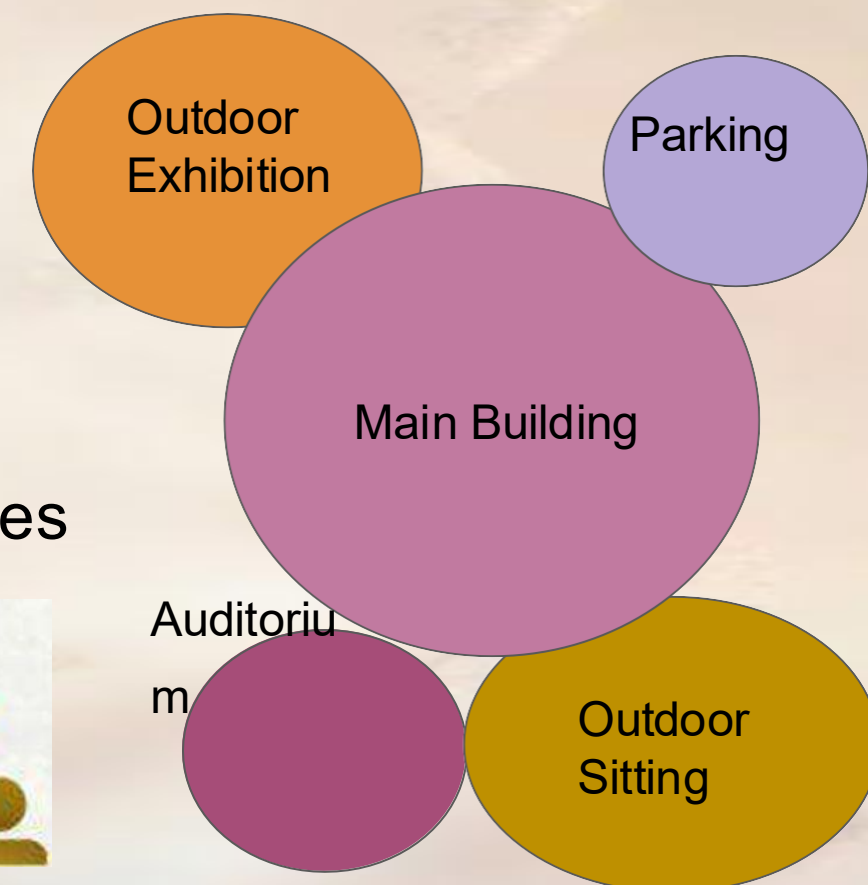 Outdoor
Exhibition
Parking
Main Building
es
Auditoriu
m
Outdoor
Sitting